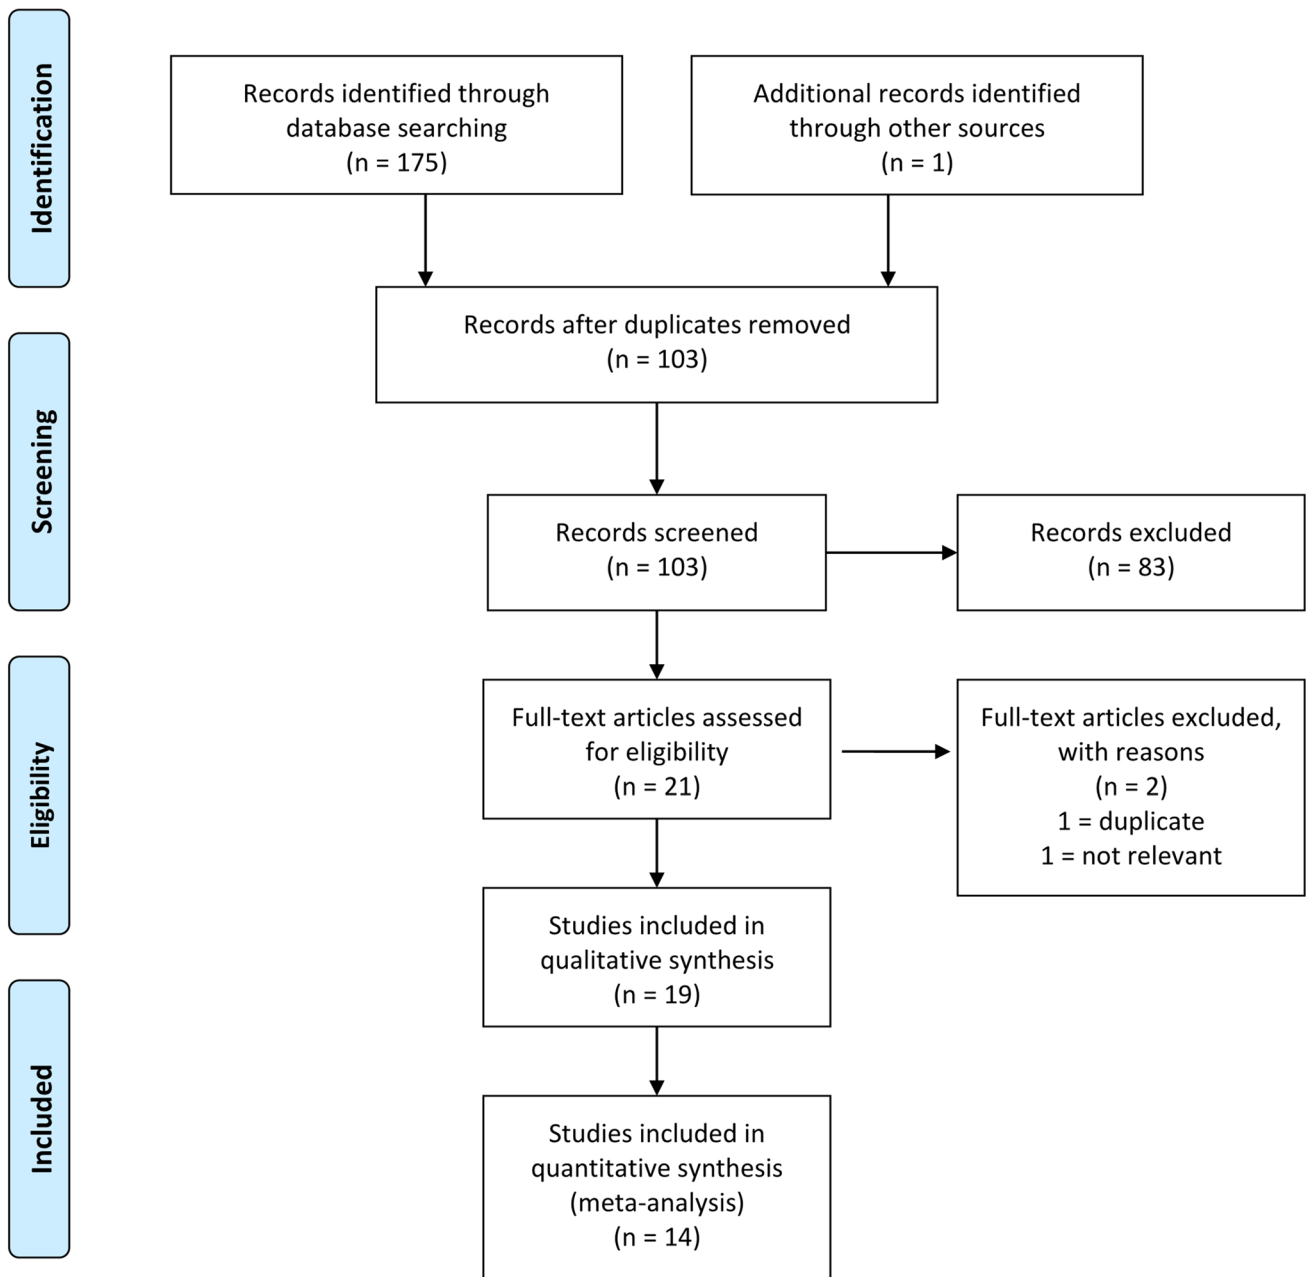 Identification
Records identified through
database searching
(n = 175)
Additional records identified
through other sources
(n = 1)
Records after duplicates removed
(n = 103)
Screening
Records screened
(n = 103)
Records excluded
(n = 83)
Eligibility
Full-text articles assessed
for eligibility
(n = 21)
Full-text articles excluded,
with reasons
(n = 2)
1 = duplicate
1 = not relevant
Studies included in
qualitative synthesis
(n = 19)
Included
Studies included in
quantitative synthesis
(meta-analysis)
(n = 14)